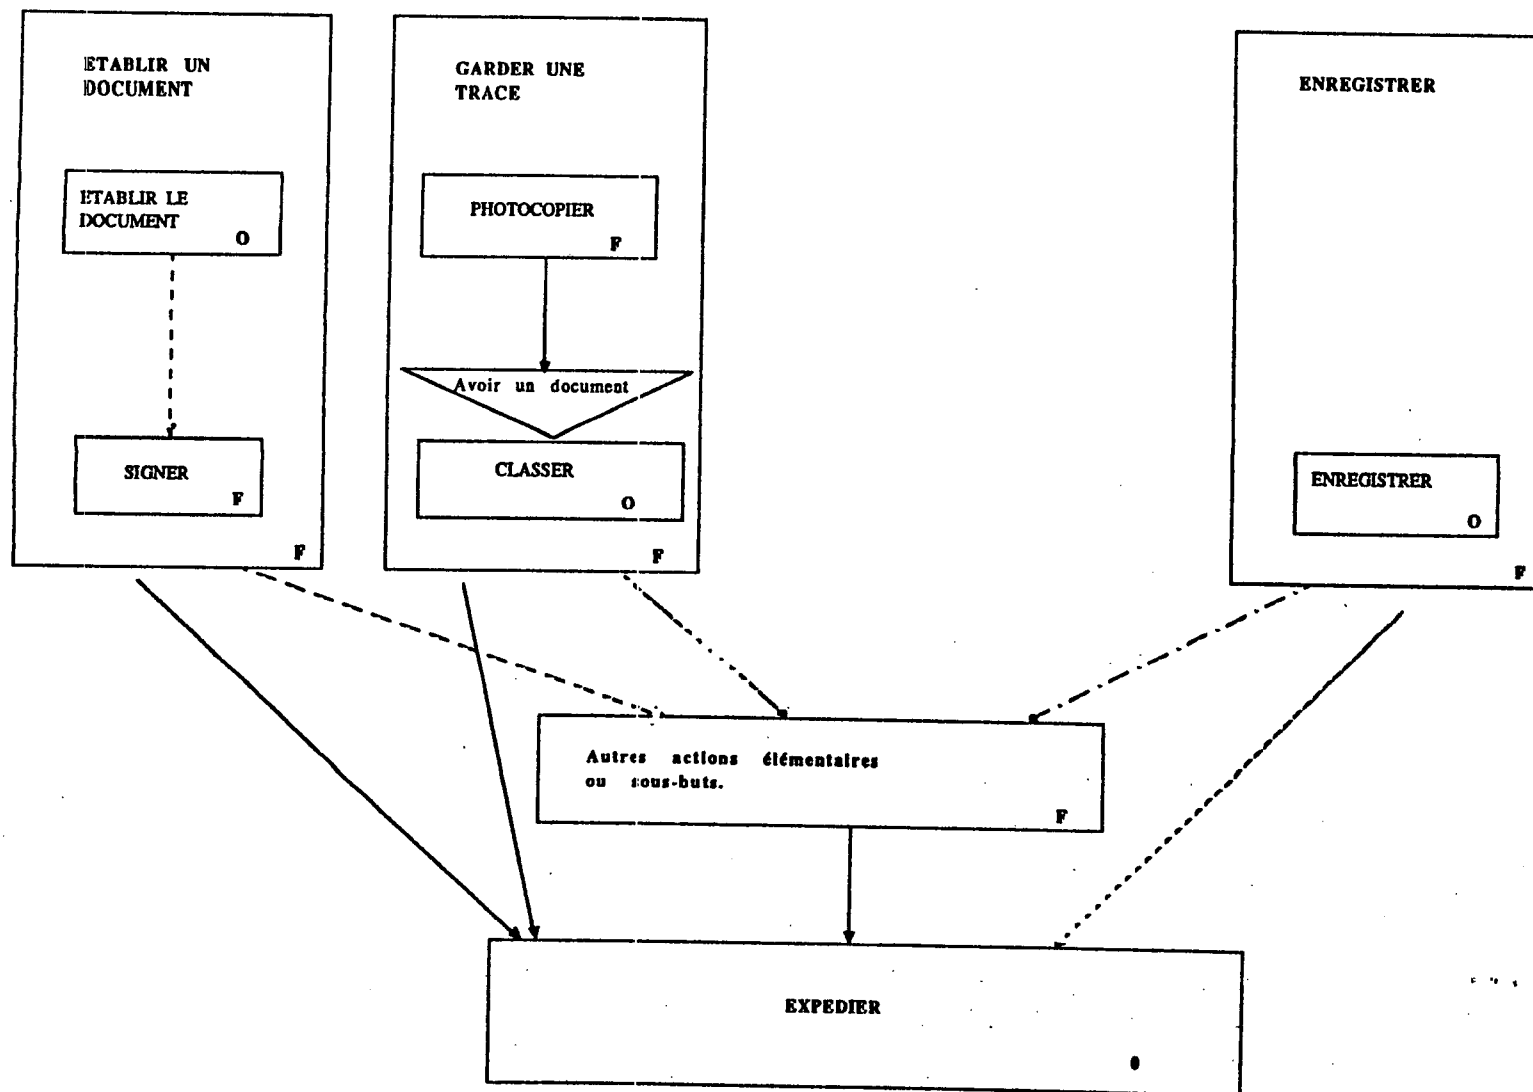 ETABLIR UN
DOCUMENT
ETABLIR LE
DOCUMENT
O
SIGNER
F
F
GARDER UNE
TRACE
PHOTOCOPIER
F
Avoir un document
CLASSER
O
F
ENREGISTRER
ENREGISTRER
O
F
Autres actions élémentaires
ou sous-buts.
F
EXPEDIER
O